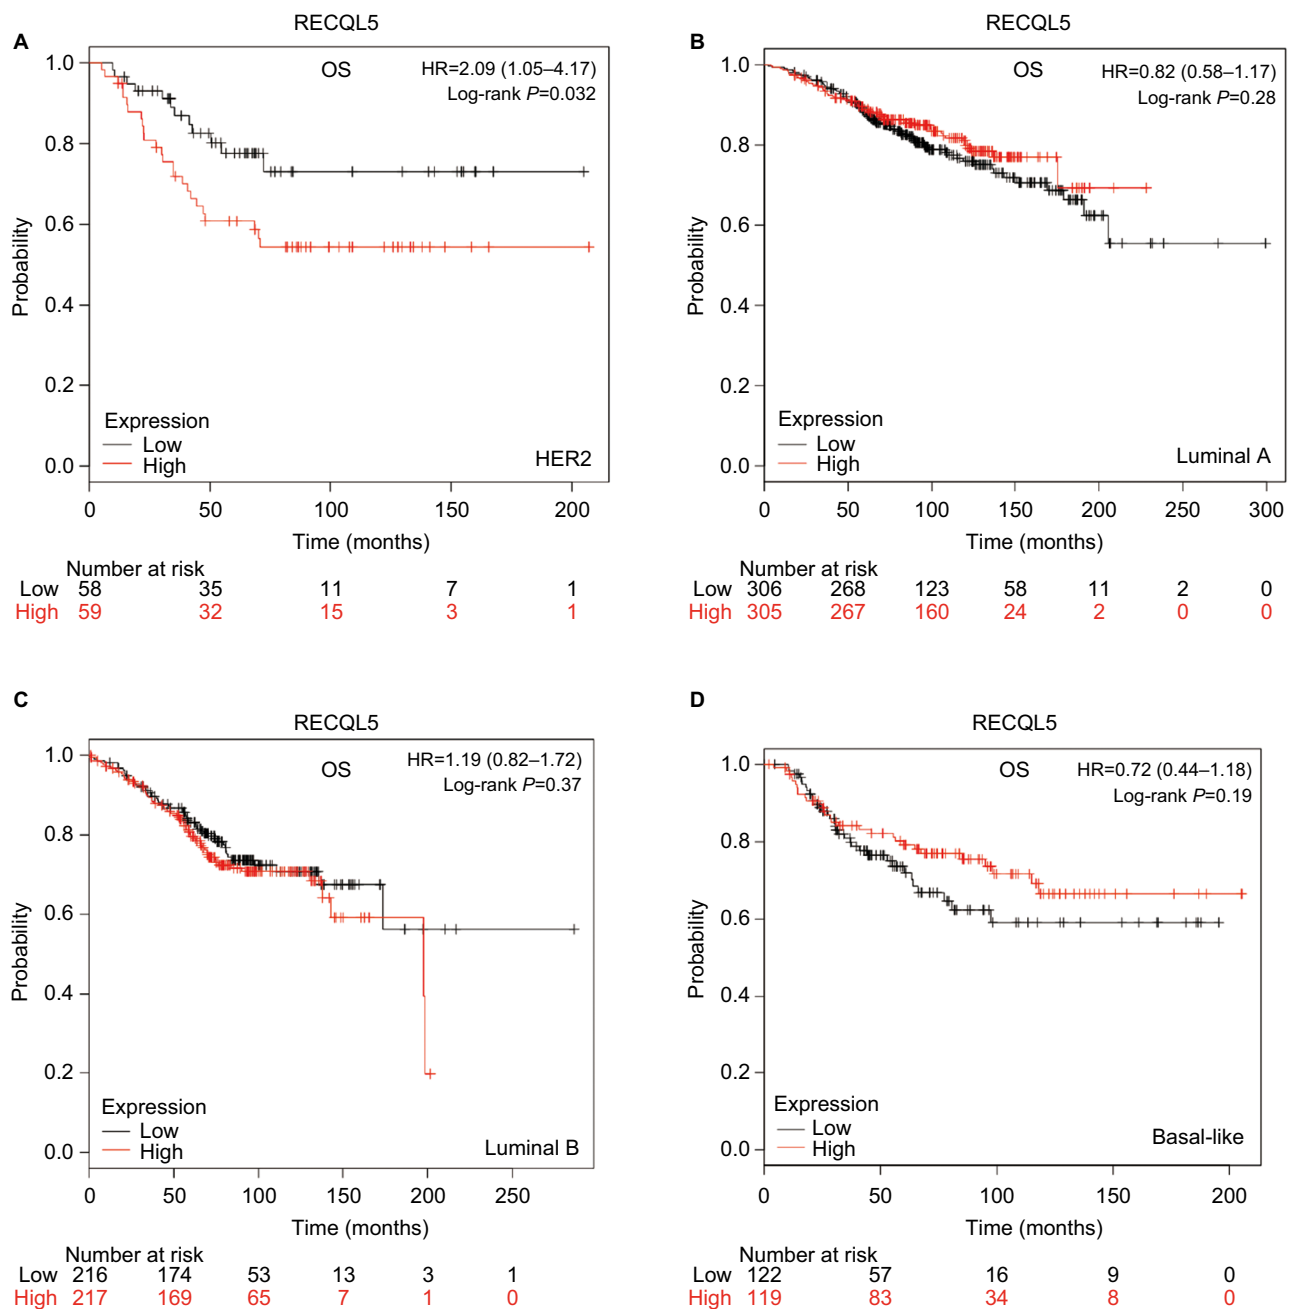 A
RECQL5
OS
HR=2.09 (1.05–4.17)
Log-rank P=0.032
1.0
0.8
0.6
0.4
0.2
0.0
Probability
Expression
Low
High
HER2
0 50 100 150 200
Time (months)
Number at risk
Low 58 35 11 7 1
High 59 32 15 3 1
B
RECQL5
OS
HR=0.82 (0.58–1.17)
Log-rank P=0.28
1.0
0.8
0.6
0.4
0.2
0.0
Probability
Expression
Low
High
Luminal A
0 50 100 150 200 250 300
Time (months)
Number at risk
Low 306 268 123 58 11 2 0
High 305 267 160 24 2 0 0
C
RECQL5
OS
HR=1.19 (0.82–1.72)
Log-rank P=0.37
1.0
0.8
0.6
0.4
0.2
0.0
Probability
Expression
Low
High
Luminal B
0 50 100 150 200 250
Time (months)
Number at risk
Low 216 174 53 13 3 1
High 217 169 65 7 1 0
D
RECQL5
OS
HR=0.72 (0.44–1.18)
Log-rank P=0.19
1.0
0.8
0.6
0.4
0.2
0.0
Probability
Expression
Low
High
Basal-like
0 50 100 150 200
Time (months)
Number at risk
Low 122 57 16 9 0
High 119 83 34 8 0